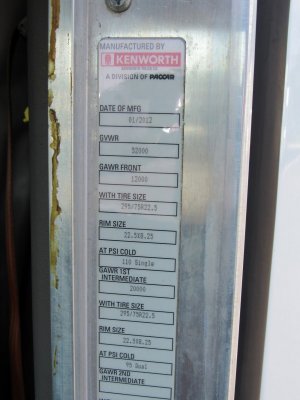 MANUFACTURED BY
KENWORTH
A DIVISION OF PACCAR
DATE OF MFG
01/2012
GVWR
52000
GAWR FRONT
12000
WITH TIRE SIZE
295/75R22.5
RIM SIZE
22.5X8.25
AT PSI COLD
110 Single
GAWR 1ST
INTERMEDIATE
20000
WITH TIRE SIZE
295/75R22.5
RIM SIZE
22.5X8.25
AT PSI COLD
95 Dual
GAWR 2ND
INTERMEDIATE